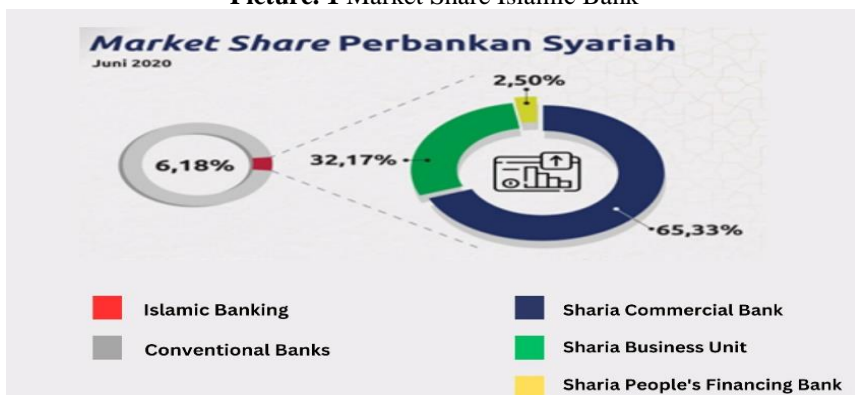 Picture. 1 Market Share Islamic Bank
Market Share Perbankan Syariah
Juni 2020
2,50%
6,18%
32,17%
65,33%
Islamic Banking
Conventional Banks
Sharia Commercial Bank
Sharia Business Unit
Sharia People's Financing Bank